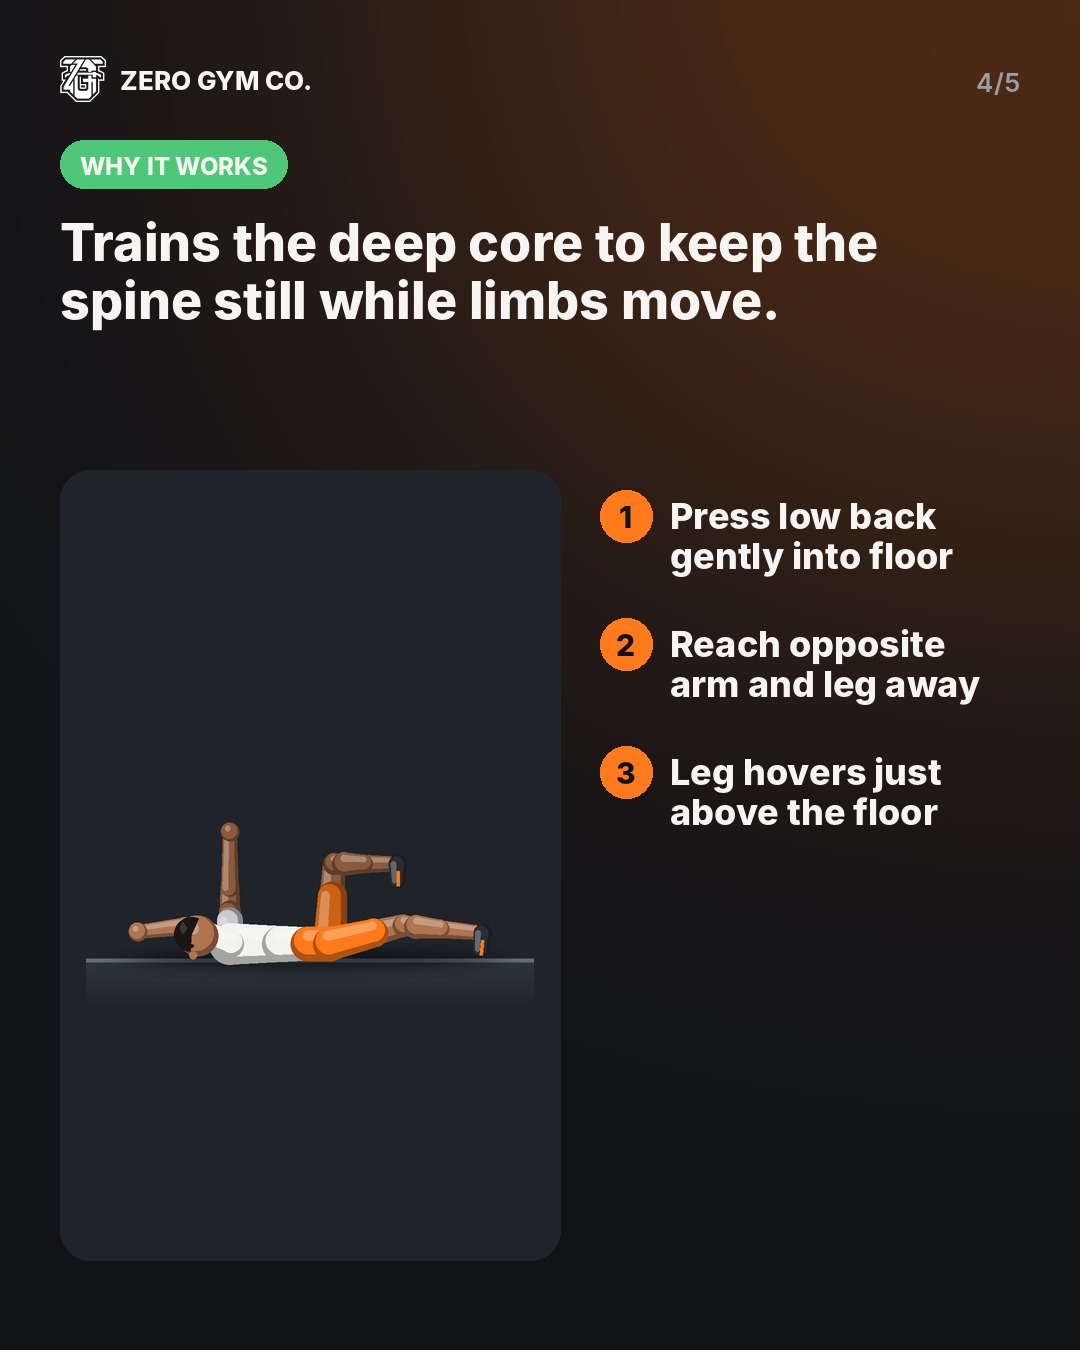 ZERO GYM CO.
4/5
WHY IT WORKS
Trains the deep core to keep the
spine still while limbs move.
1 Press low back
gently into floor
2 Reach opposite
arm and leg away
3 Leg hovers just
above the floor